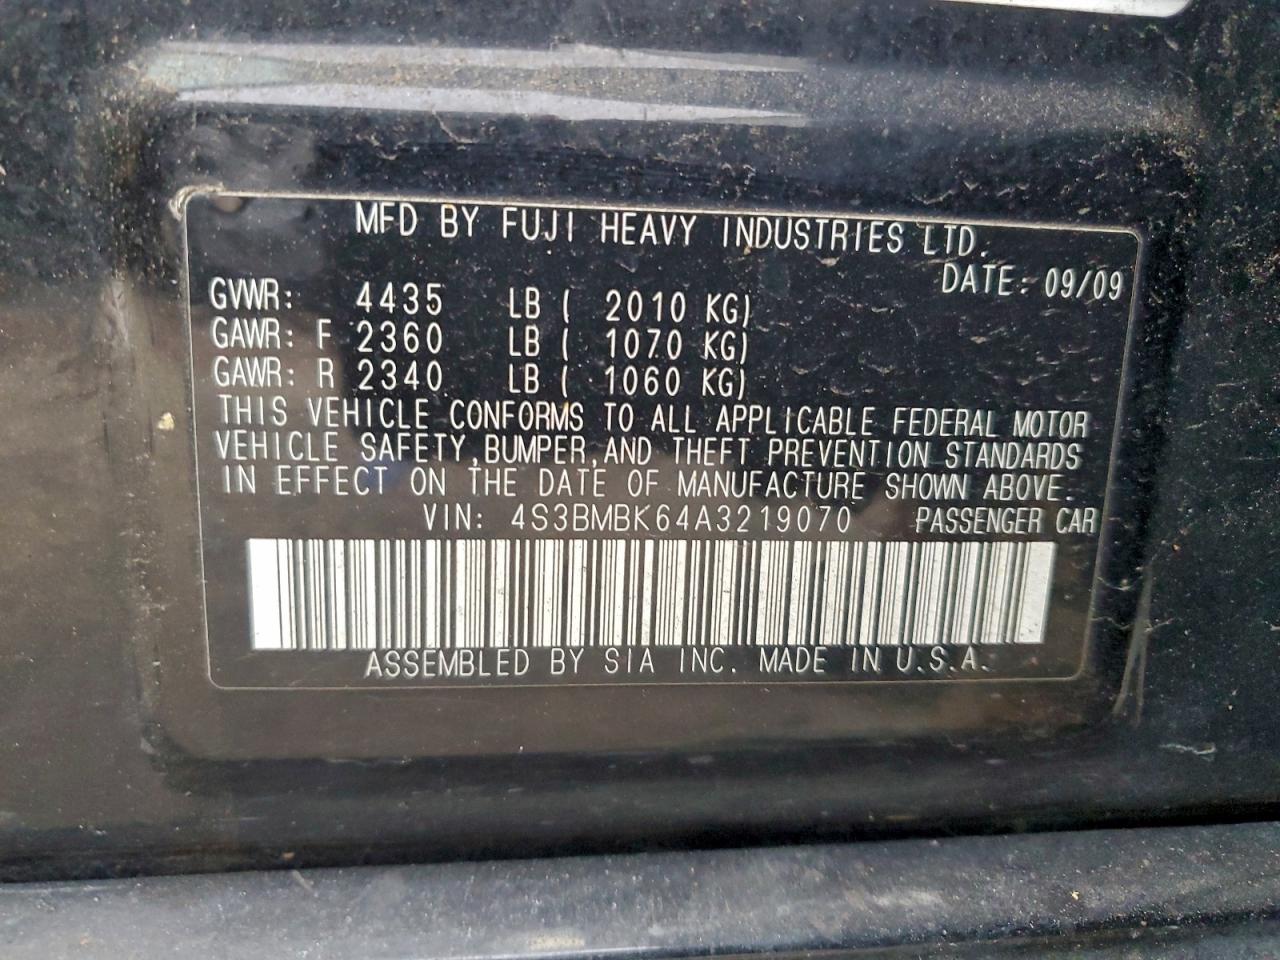 MFD BY FUJI HEAVY INDUSTRIES LTD.
DATE: 09/09
GVWR: 4435 LB ( 2010 KG)
GAWR: F 2360 LB ( 1070 KG)
GAWR: R 2340 LB ( 1060 KG)
THIS VEHICLE CONFORMS TO ALL APPLICABLE FEDERAL MOTOR
VEHICLE SAFETY, BUMPER, AND THEFT PREVENTION STANDARDS
IN EFFECT ON THE DATE OF MANUFACTURE SHOWN ABOVE.
VIN: 4S3BMBK64A3219070 PASSENGER CAR
ASSEMBLED BY SIA INC. MADE IN U.S.A.